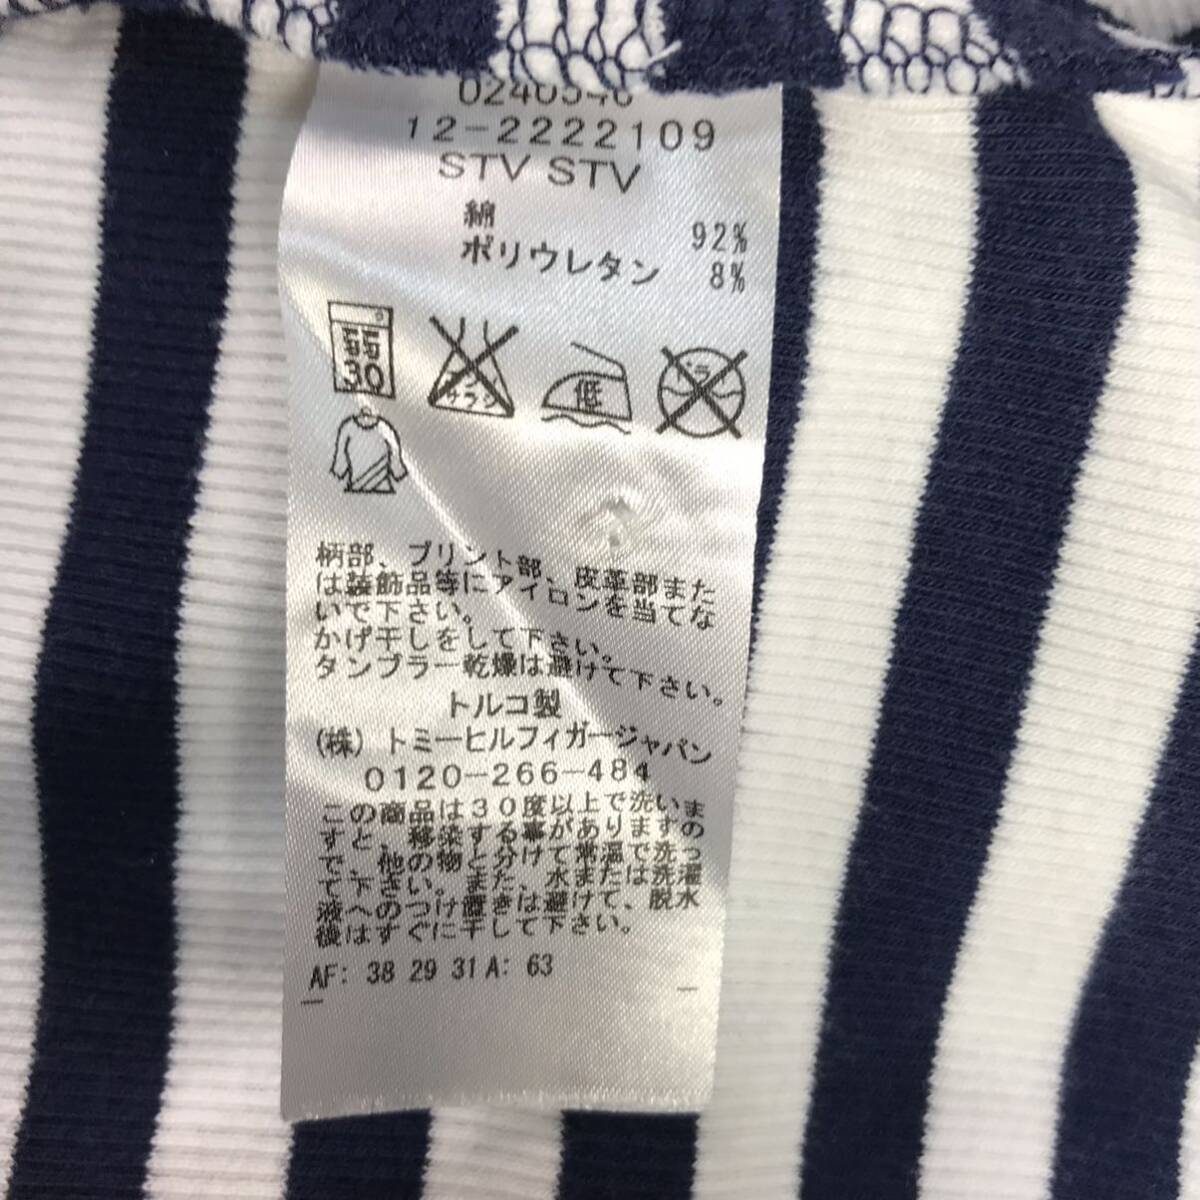 12-2222109
STV STV
綿 92%
ポリウレタン 8%
弱
30
低
柄部、プリント部、皮革部また
は装飾品等にアイロンを当てな
いで下さい。
かげ干しをして下さい。
タンブラー乾燥は避けて下さい。
トルコ製
(株)トミーヒルフィガージャパン
0120-266-484
この商品は30度以上で洗いま
すと、移染する事がありますの
で、他の物と分けて常温で洗っ
て下さい。また、水または洗濯
液へのつけ置きは避けて、脱水
後はすぐに干して下さい。
AF: 38 29 31 A: 63